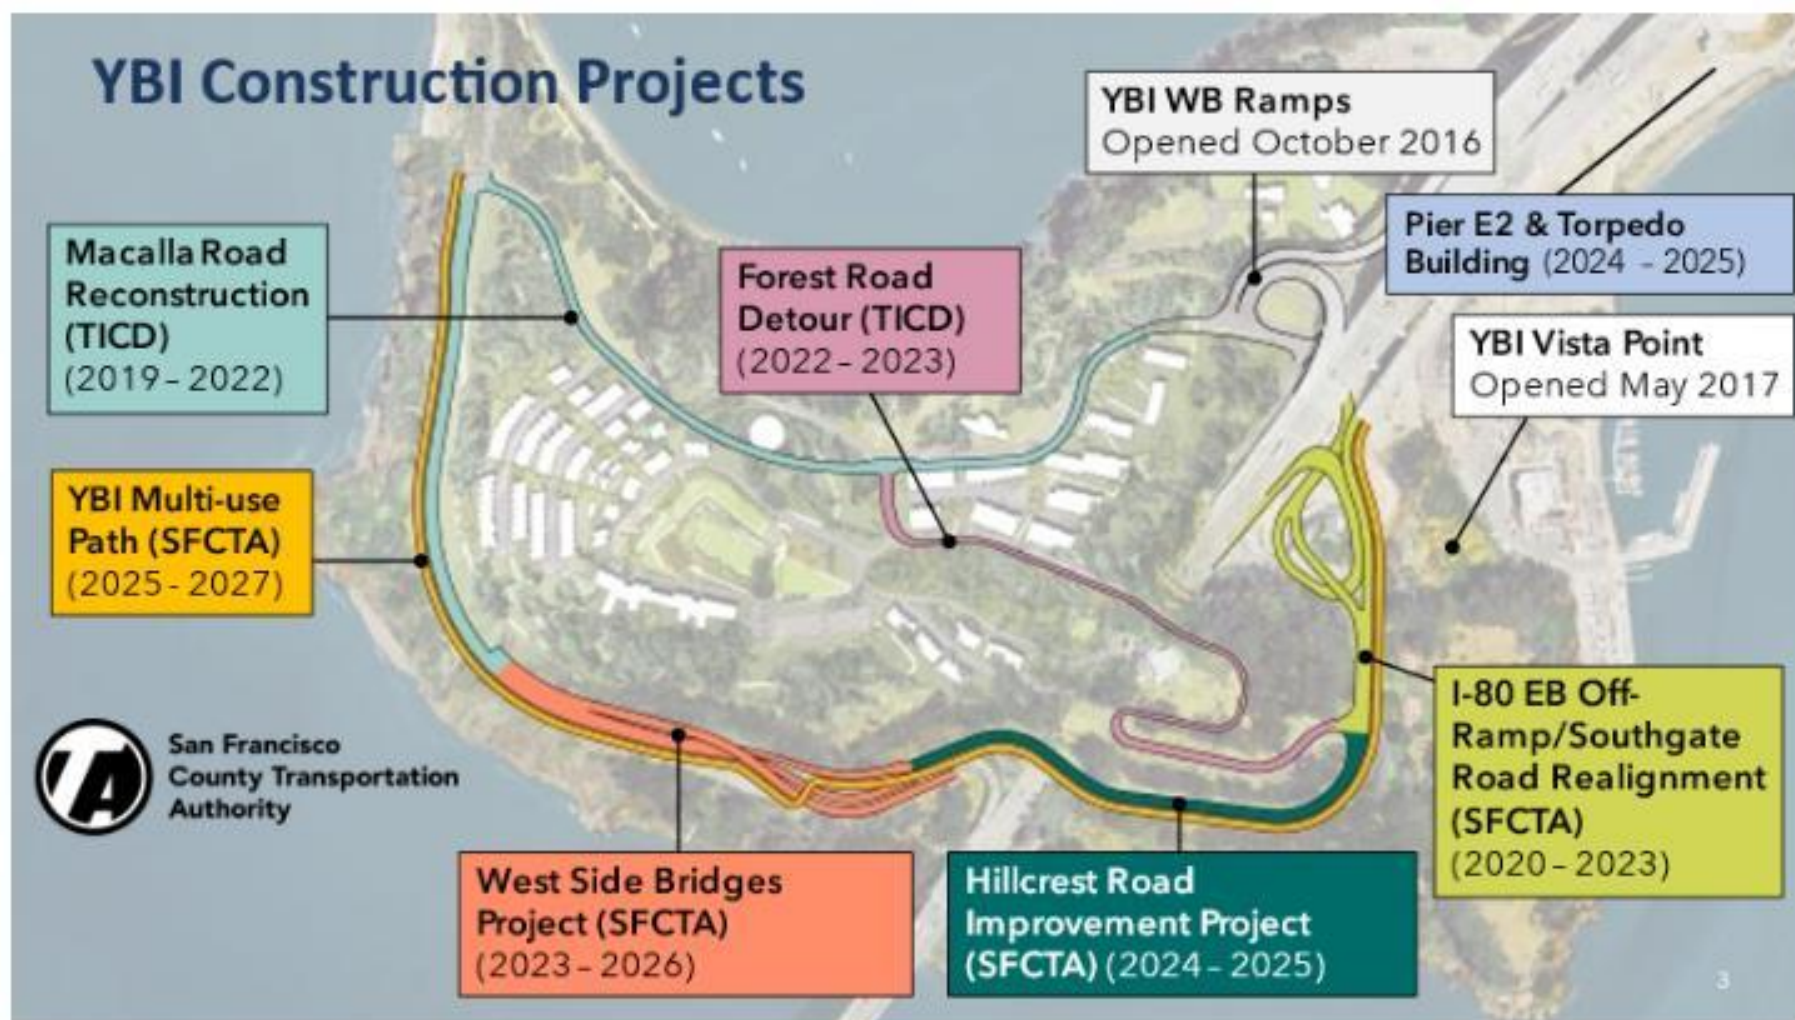 YBI Construction Projects
YBI WB Ramps
Opened October 2016
Pier E2 & Torpedo
Building (2024 - 2025)
Macalla Road
Reconstruction
(TICD)
(2019 – 2022)
Forest Road
Detour (TICD)
(2022 – 2023)
YBI Vista Point
Opened May 2017
YBI Multi-use
Path (SFCTA)
(2025 - 2027)
I-80 EB Off-
Ramp/Southgate
Road Realignment
(SFCTA)
(2020 – 2023)
TA
San Francisco
County Transportation
Authority
West Side Bridges
Project (SFCTA)
(2023 – 2026)
Hillcrest Road
Improvement Project
(SFCTA) (2024 – 2025)
3